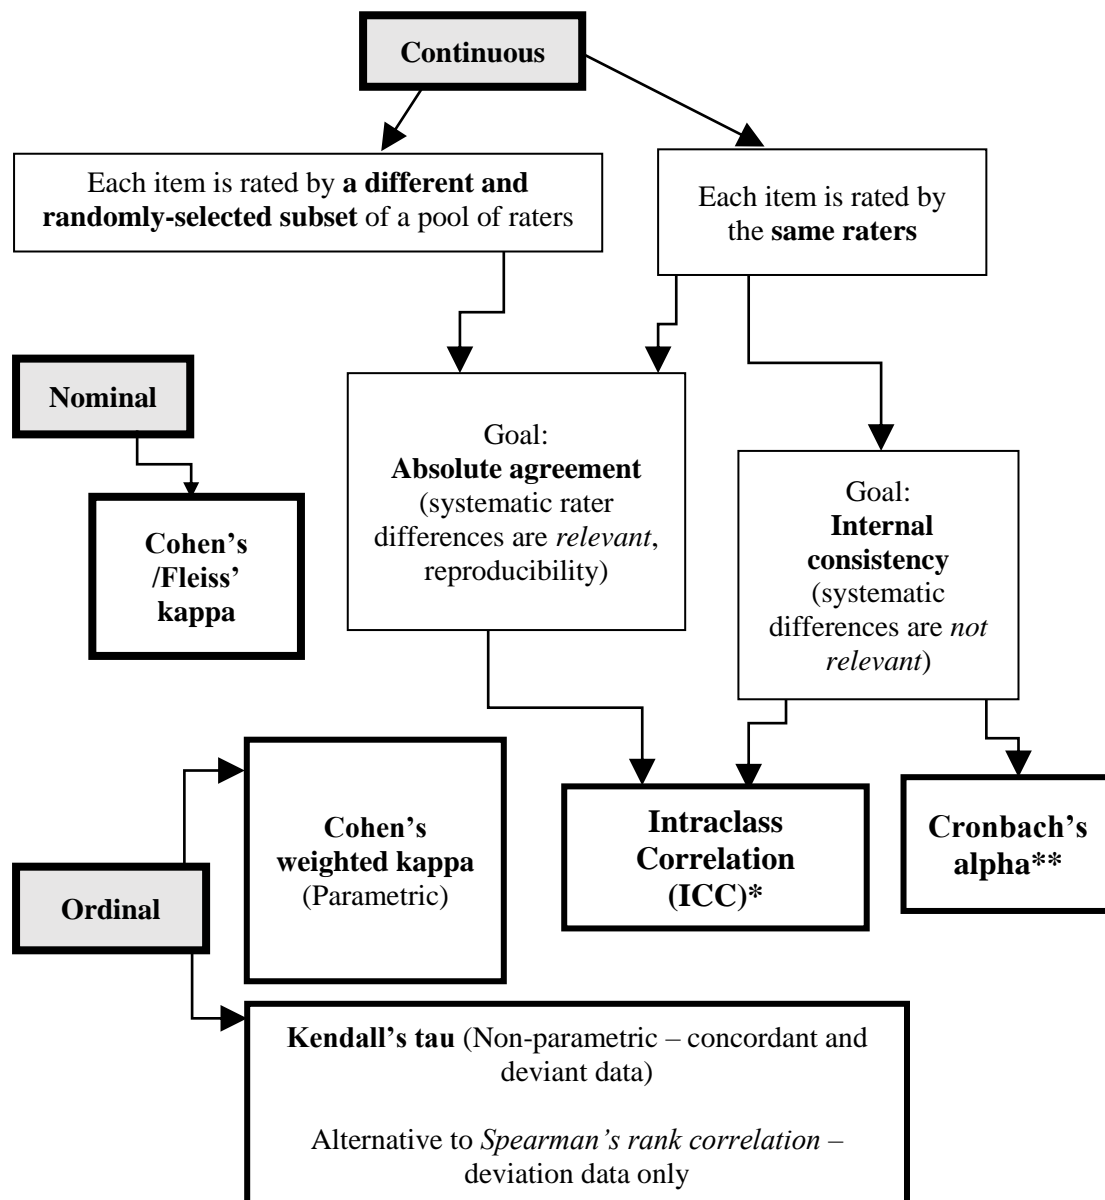 Continuous
Each item is rated by a different and
randomly-selected subset of a pool of raters
Each item is rated by
the same raters
Nominal
Cohen’s
/Fleiss’
kappa
Goal:
Absolute agreement
(systematic rater
differences are relevant,
reproducibility)
Goal:
Internal
consistency
(systematic
differences are not
relevant)
Ordinal
Cohen’s
weighted kappa
(Parametric)
Intraclass
Correlation
(ICC)*
Cronbach’s
alpha**
Kendall’s tau (Non-parametric – concordant and
deviant data)
Alternative to Spearman’s rank correlation –
deviation data only